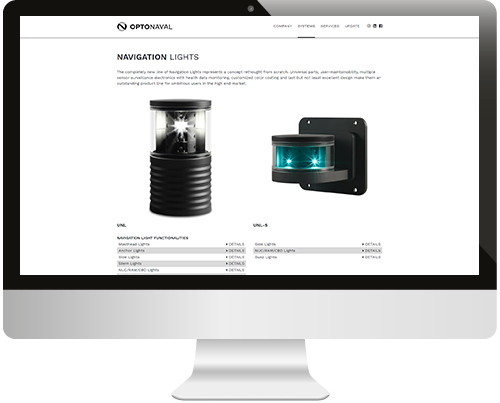 OPTONAVAL
COMPANY SYSTEMS SERVICES UPDATE
NAVIGATION LIGHTS
The completely new line of Navigation Lights represents a concept rethought from scratch. Universal parts, user-maintainability, multiple
sensor surveillance electronics with health data monitoring, customized color coating and last but not least excellent design make them an
outstanding product line for ambitious users in the high end market.
UNL
UNL-S
NAVIGATION LIGHT FUNCTIONALITIES
Masthead Lights DETAILS
Anchor Lights DETAILS
Side Lights DETAILS
Stern Lights DETAILS
NUC/RAM/CBD Lights DETAILS
Side Lights DETAILS
NUC/RAM/CBD Lights DETAILS
Lights DETAILS